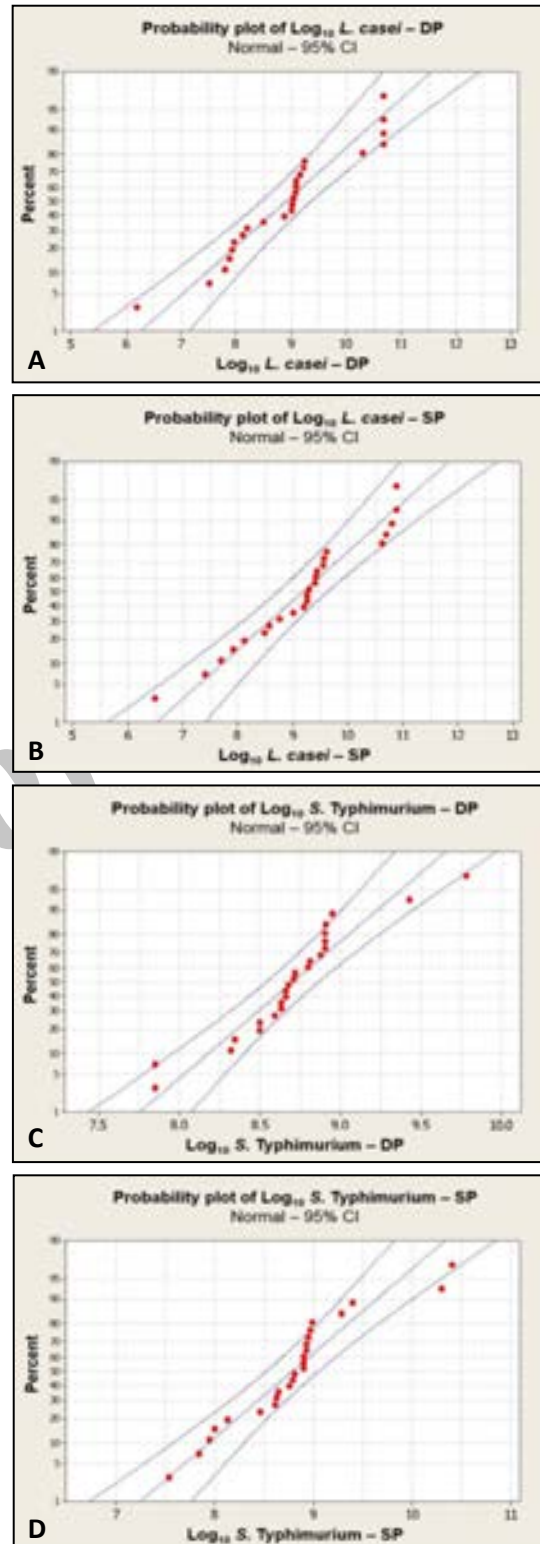 Probability plot of Log₁₀ L. casei – DP
Normal – 95% CI
99
95
90
80
70
60
50
40
30
20
10
5
1
Percent
5 6 7 8 9 10 11 12 13
Log₁₀ L. casei – DP
A
Probability plot of Log₁₀ L. casei – SP
Normal – 95% CI
99
95
90
80
70
60
50
40
30
20
10
5
1
Percent
5 6 7 8 9 10 11 12 13
Log₁₀ L. casei – SP
B
Probability plot of Log₁₀ S. Typhimurium – DP
Normal – 95% CI
99
95
90
80
70
60
50
40
30
20
10
5
1
Percent
7.5 8.0 8.5 9.0 9.5 10.0
Log₁₀ S. Typhimurium – DP
C
Probability plot of Log₁₀ S. Typhimurium – SP
Normal – 95% CI
99
95
90
80
70
60
50
40
30
20
10
5
1
Percent
7 8 9 10 11
Log₁₀ S. Typhimurium – SP
D